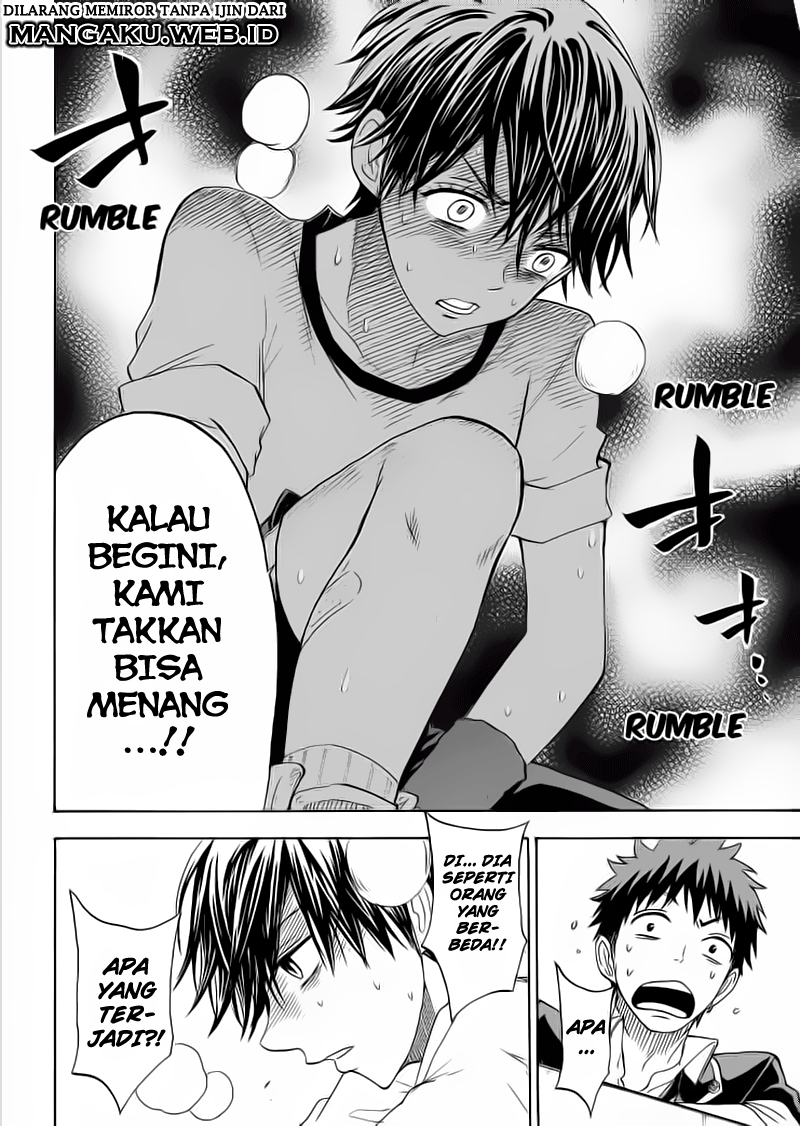 DILARANG MEMIROR TANPA IJIN DARI
MANGAKU.WEB.ID
RUMBLE
RUMBLE
RUMBLE
KALAU
BEGINI,
KAMI
TAKKAN
BISA
MENANG
...!!
APA
...
DI... DIA
SEPERTI
ORANG
YANG
BER-
BEDA!!
APA
YANG
TER-
JADI?!